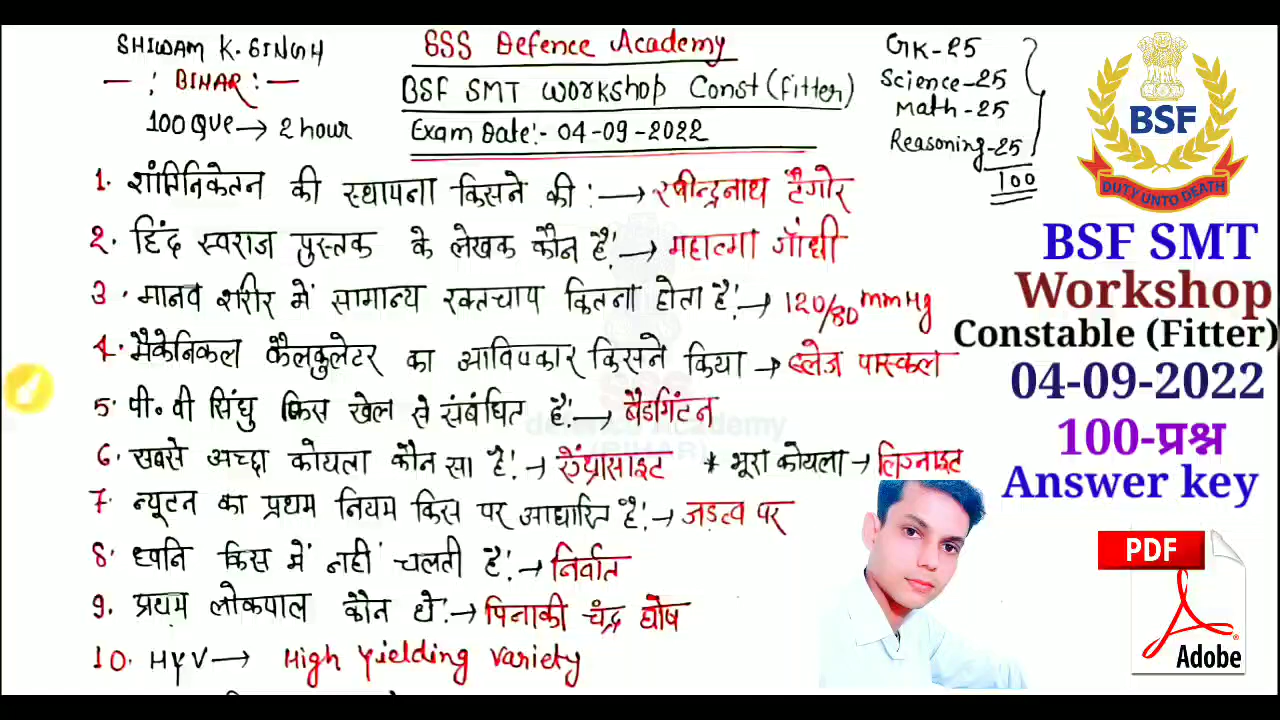 SHIWAM K. SINGH
— : BIHAR : —
100 Que → 2 hour
SSS Defence Academy
BSF SMT Workshop Const (Fitter)
Exam Date:- 04-09-2022
GK-25
Science-25
Math-25
Reasoning-25
100
1. शांतिनिकेतन की स्थापना किसने की :→ रवीन्द्रनाथ टैगोर
2. हिंद स्वराज पुस्तक के लेखक कौन है:→ महात्मा गाँधी
3. मानव शरीर में सामान्य रक्तचाप कितना होता है:→ 120/80 mmHg
4. मैकेनिकल कैलकुलेटर का आविष्कार किसने किया → ब्लेज पास्कल
5. पी. वी सिंधु किस खेल से संबंधित है:→ बैडमिंटन
6. सबसे अच्छा कोयला कौन सा है:→ एंथ्रासाइट * भूरा कोयला → लिग्नाइट
7. न्यूटन का प्रथम नियम किस पर आधारित है:→ जड़त्व पर
8. ध्वनि किस में नहीं चलती है:→ निर्वात
9. प्रथम लोकपाल कौन थे:→ पिनाकी चंद्र घोष
10. HYV → High Yielding Variety
BSF
DUTY UNTO DEATH
BSF SMT
Workshop
Constable (Fitter)
04-09-2022
100-प्रश्न
Answer key
PDF
Adobe